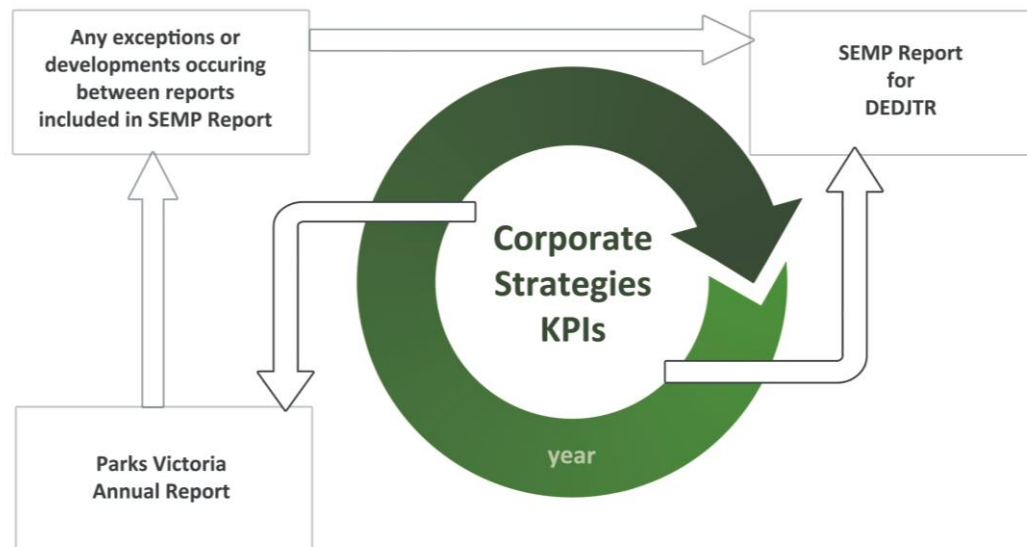 Any exceptions or
developments occuring
between reports
included in SEMP Report
SEMP Report
for
DEDJTR
Corporate
Strategies
KPIs
year
Parks Victoria
Annual Report